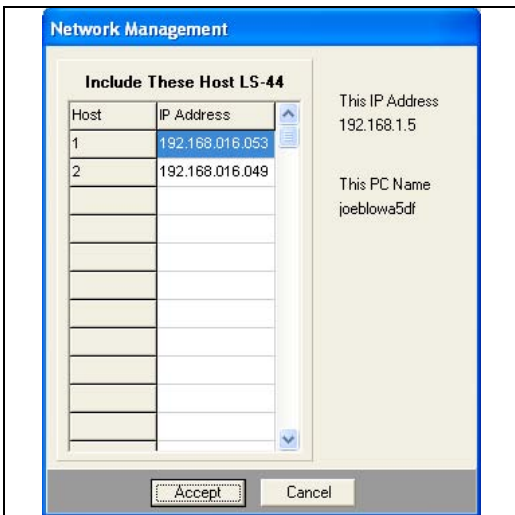 Network Management
Include These Host LS-44
Host IP Address
1 192.168.016.053
2 192.168.016.049
This IP Address
192.168.1.5
This PC Name
joeblowa5df
Accept Cancel